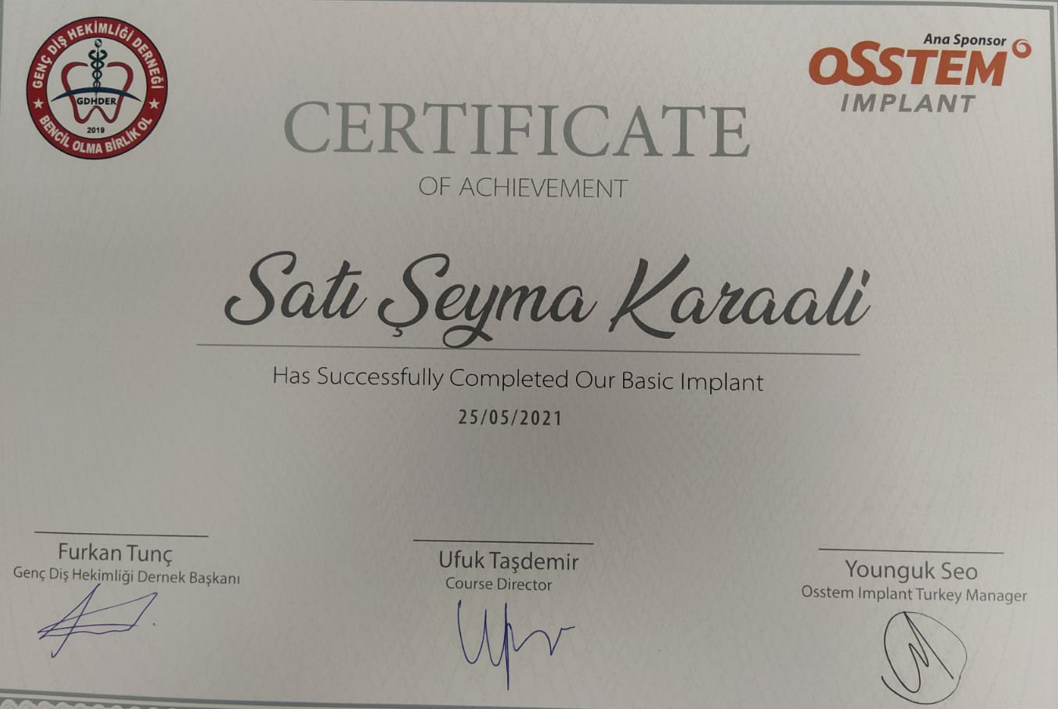 GENÇ DİŞ HEKİMLİĞİ DERNEĞİ
GDHDER
2019
BENCİL OLMA BİRLİK OL
Ana Sponsor
OSSTEM
IMPLANT
CERTIFICATE
OF ACHIEVEMENT
Satı Şeyma Karaali
Has Successfully Completed Our Basic Implant
25/05/2021
Furkan Tunç
Genç Diş Hekimliği Dernek Başkanı
Ufuk Taşdemir
Course Director
Younguk Seo
Osstem Implant Turkey Manager